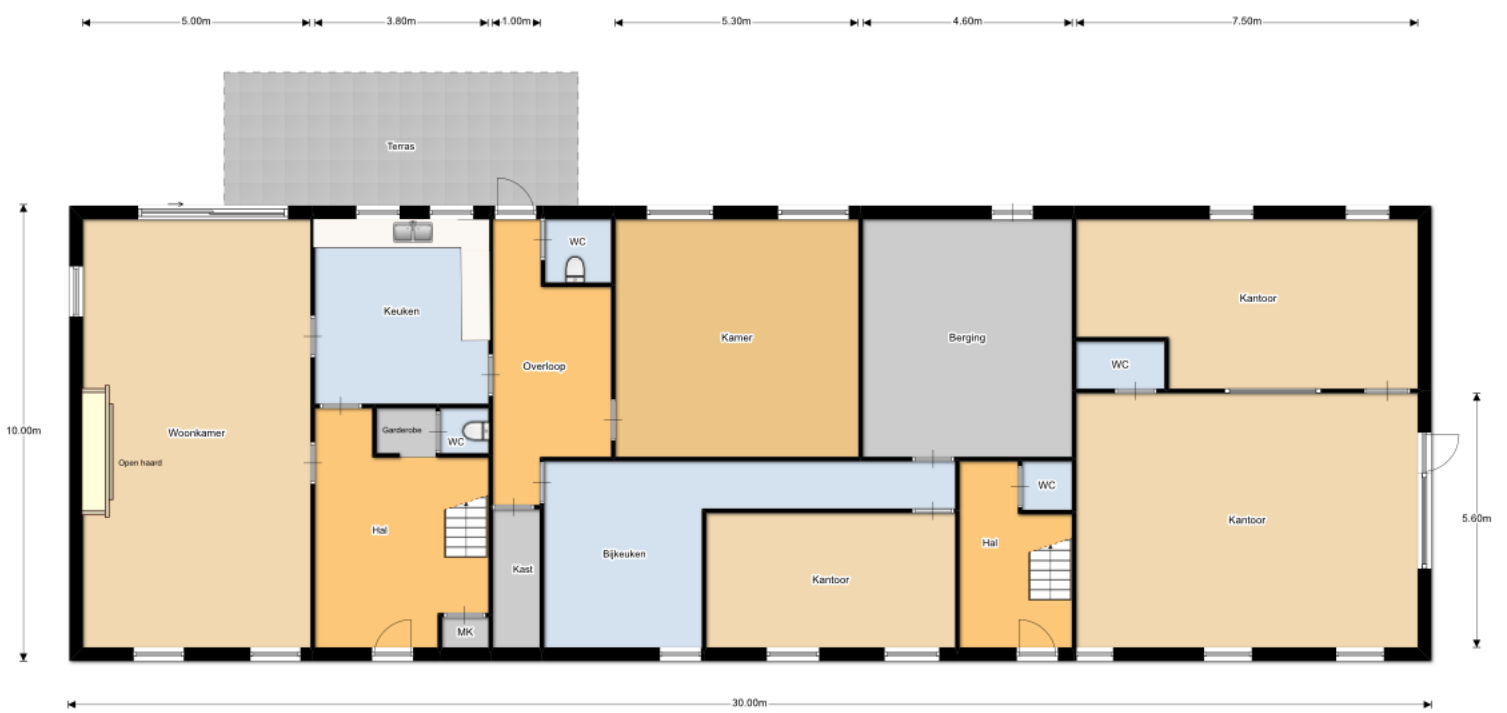 5.00m
3.80m
1.00m
5.30m
4.60m
7.50m
Terras
WC
Kantoor
Keuken
Kamer
Berging
Overloop
WC
5.60m
10.00m
Woonkamer
Garderobe
WC
Open haard
WC
Kantoor
Hal
Hal
Bijkeuken
Kast
Kantoor
MK
30.00m